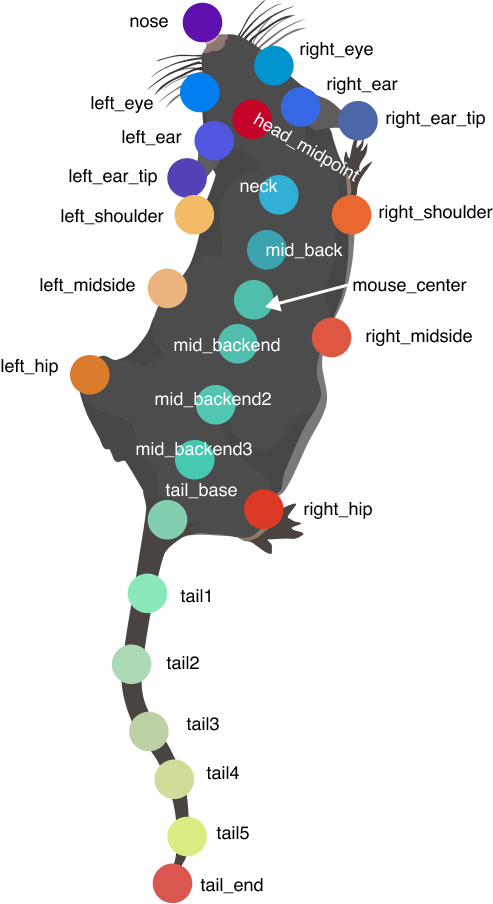 nose
right_eye
right_ear
left_eye
right_ear_tip
head_midpoint
left_ear
left_ear_tip
neck
left_shoulder
right_shoulder
mid_back
left_midside
mouse_center
right_midside
mid_backend
left_hip
mid_backend2
mid_backend3
tail_base
right_hip
tail1
tail2
tail3
tail4
tail5
tail_end